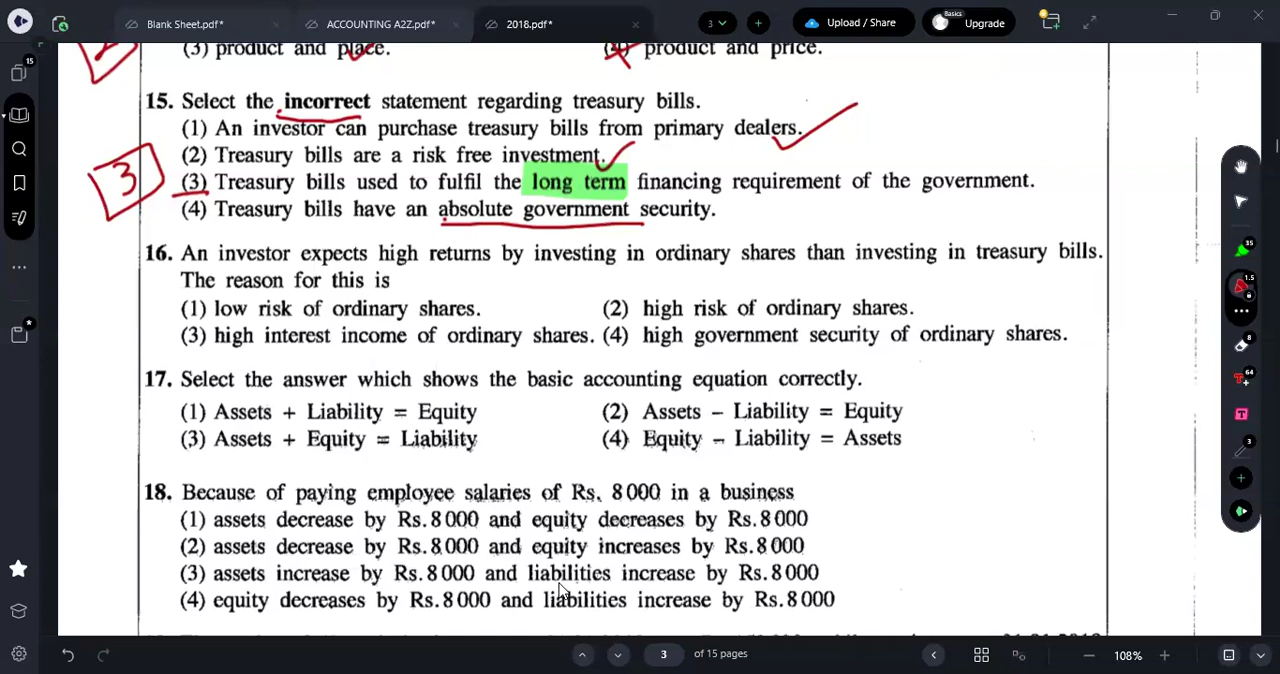 Blank Sheet.pdf*
ACCOUNTING A2Z.pdf*
2018.pdf*
3
Upload / Share
Basics
Upgrade
(3) product and place.
(4) product and price.
15. Select the incorrect statement regarding treasury bills.
(1) An investor can purchase treasury bills from primary dealers.
(2) Treasury bills are a risk free investment.
3
(3) Treasury bills used to fulfil the long term financing requirement of the government.
(4) Treasury bills have an absolute government security.
16. An investor expects high returns by investing in ordinary shares than investing in treasury bills.
The reason for this is
(1) low risk of ordinary shares.
(2) high risk of ordinary shares.
(3) high interest income of ordinary shares.
(4) high government security of ordinary shares.
17. Select the answer which shows the basic accounting equation correctly.
(1) Assets + Liability = Equity
(2) Assets − Liability = Equity
(3) Assets + Equity = Liability
(4) Equity − Liability = Assets
18. Because of paying employee salaries of Rs. 8 000 in a business
(1) assets decrease by Rs. 8 000 and equity decreases by Rs. 8 000
(2) assets decrease by Rs. 8 000 and equity increases by Rs. 8 000
(3) assets increase by Rs. 8 000 and liabilities increase by Rs. 8 000
(4) equity decreases by Rs. 8 000 and liabilities increase by Rs. 8 000
15
35
1.5
8
64
3
3
of 15 pages
108%